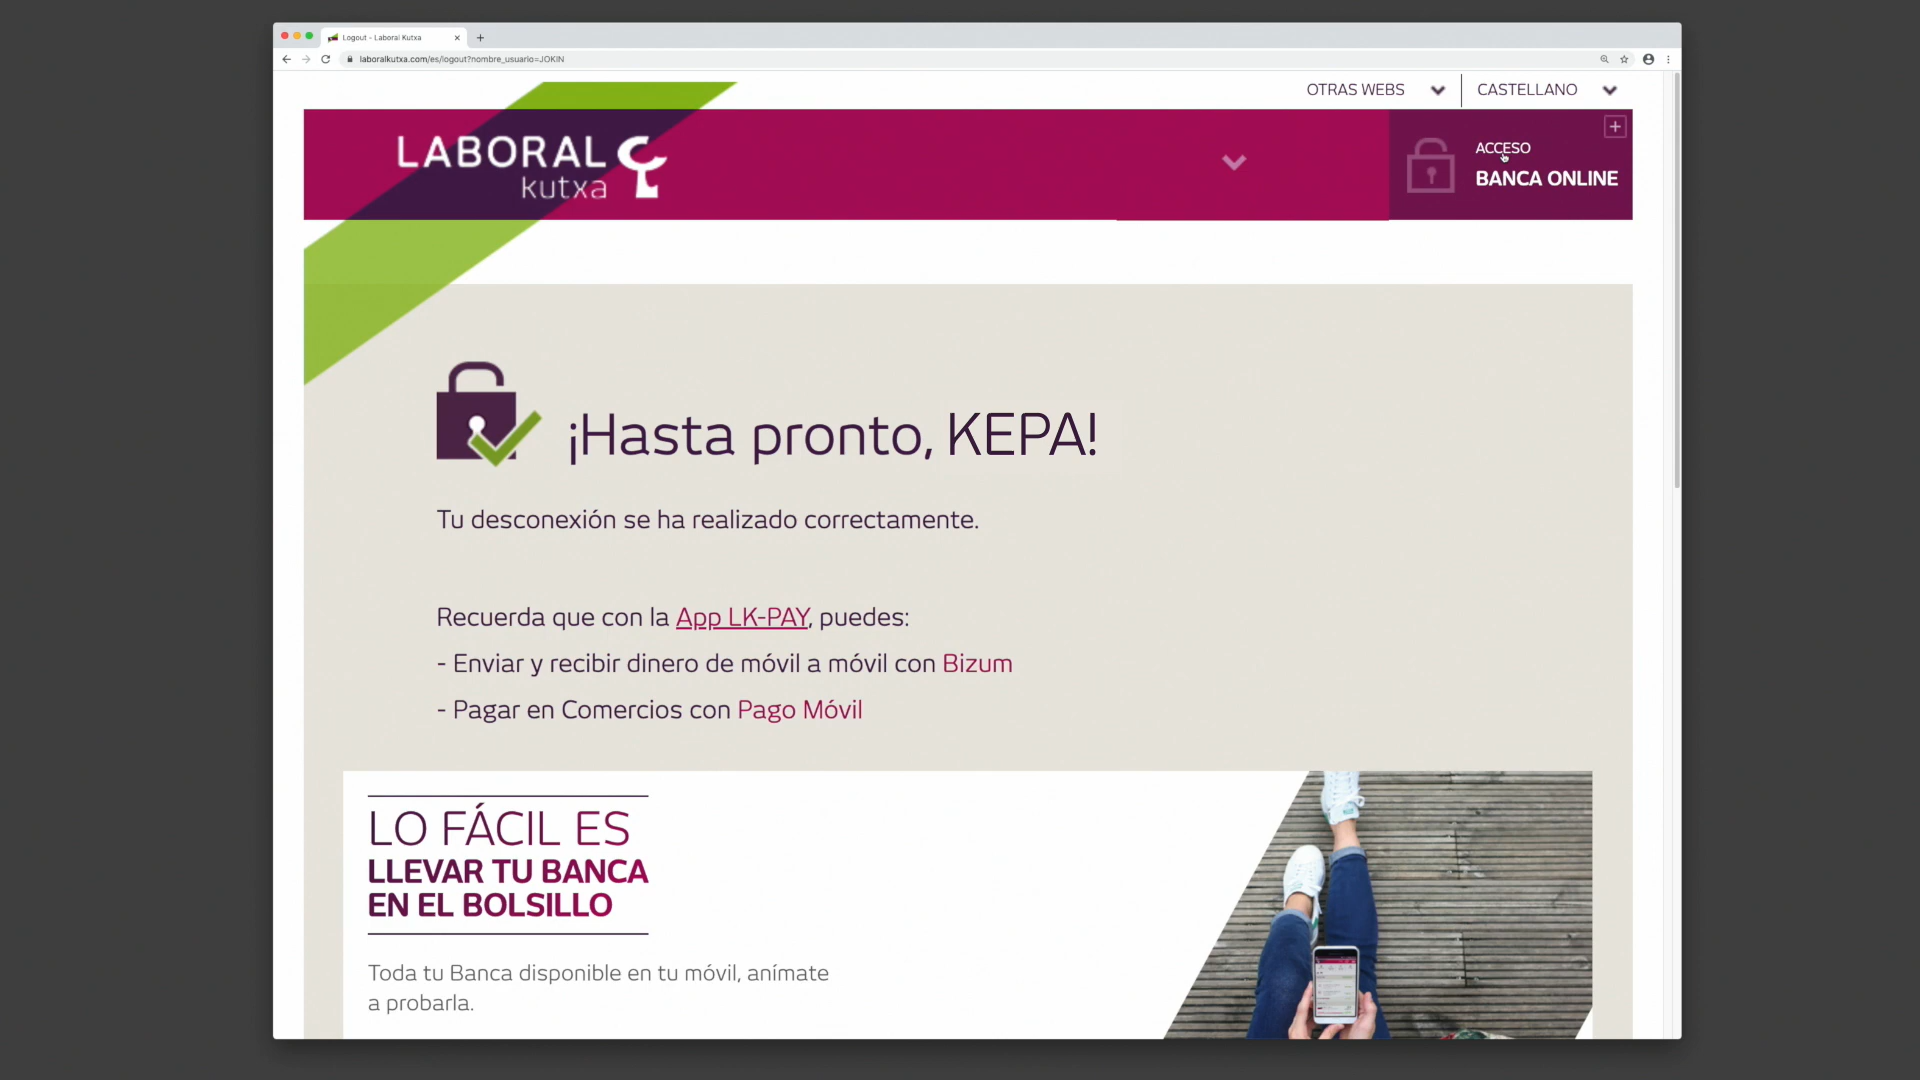 Logout - Laboral Kutxa
laboralkutxa.com/es/logout?nombre_usuario=JOKIN
OTRAS WEBS
CASTELLANO
LABORAL
kutxa
ACCESO
BANCA ONLINE
¡Hasta pronto, KEPA!
Tu desconexión se ha realizado correctamente.
Recuerda que con la App LK-PAY, puedes:
- Enviar y recibir dinero de móvil a móvil con Bizum
- Pagar en Comercios con Pago Móvil
LO FÁCIL ES
LLEVAR TU BANCA
EN EL BOLSILLO
Toda tu Banca disponible en tu móvil, anímate
a probarla.